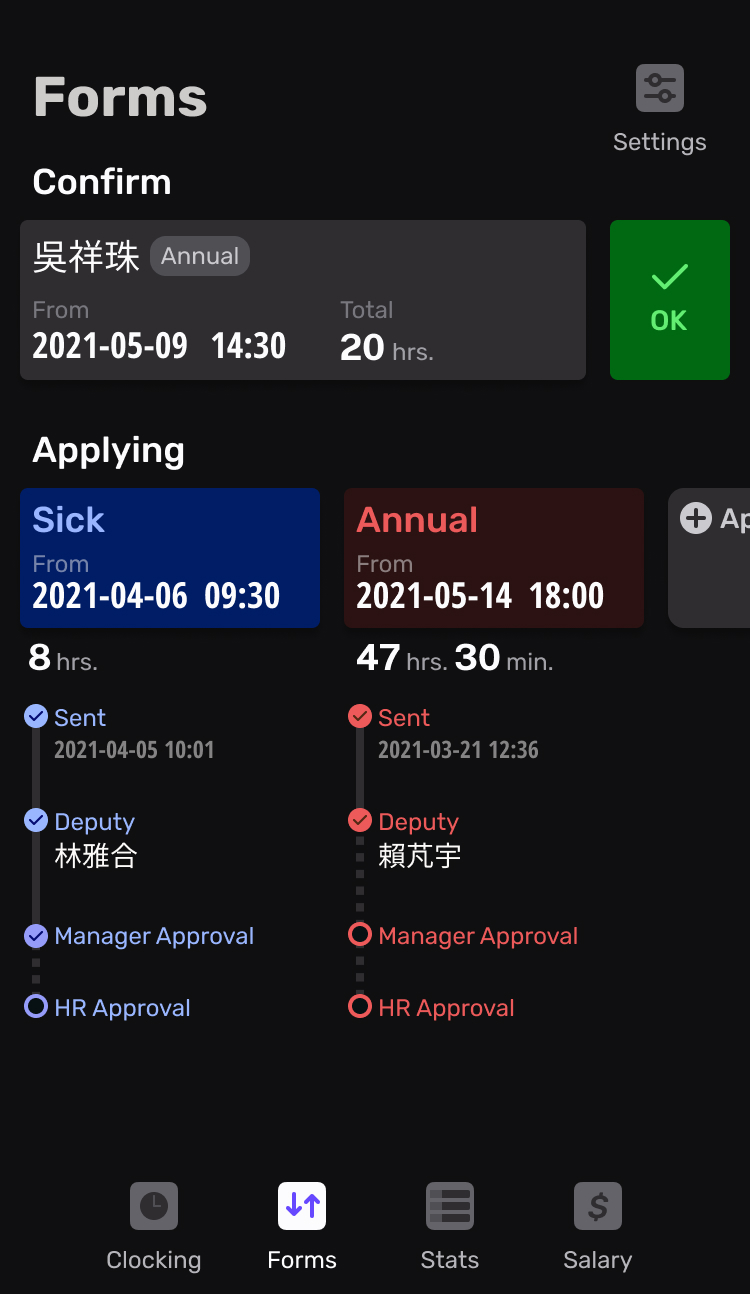 Forms
Settings
Confirm
吳祥珠 Annual
From Total
2021-05-09 14:30 20 hrs.
OK
Applying
Sick
From
2021-04-06 09:30
8 hrs.
Sent
2021-04-05 10:01
Deputy
林雅合
Manager Approval
HR Approval
Annual
From
2021-05-14 18:00
47 hrs. 30 min.
Sent
2021-03-21 12:36
Deputy
賴芃宇
Manager Approval
HR Approval
Ap
Clocking Forms Stats Salary